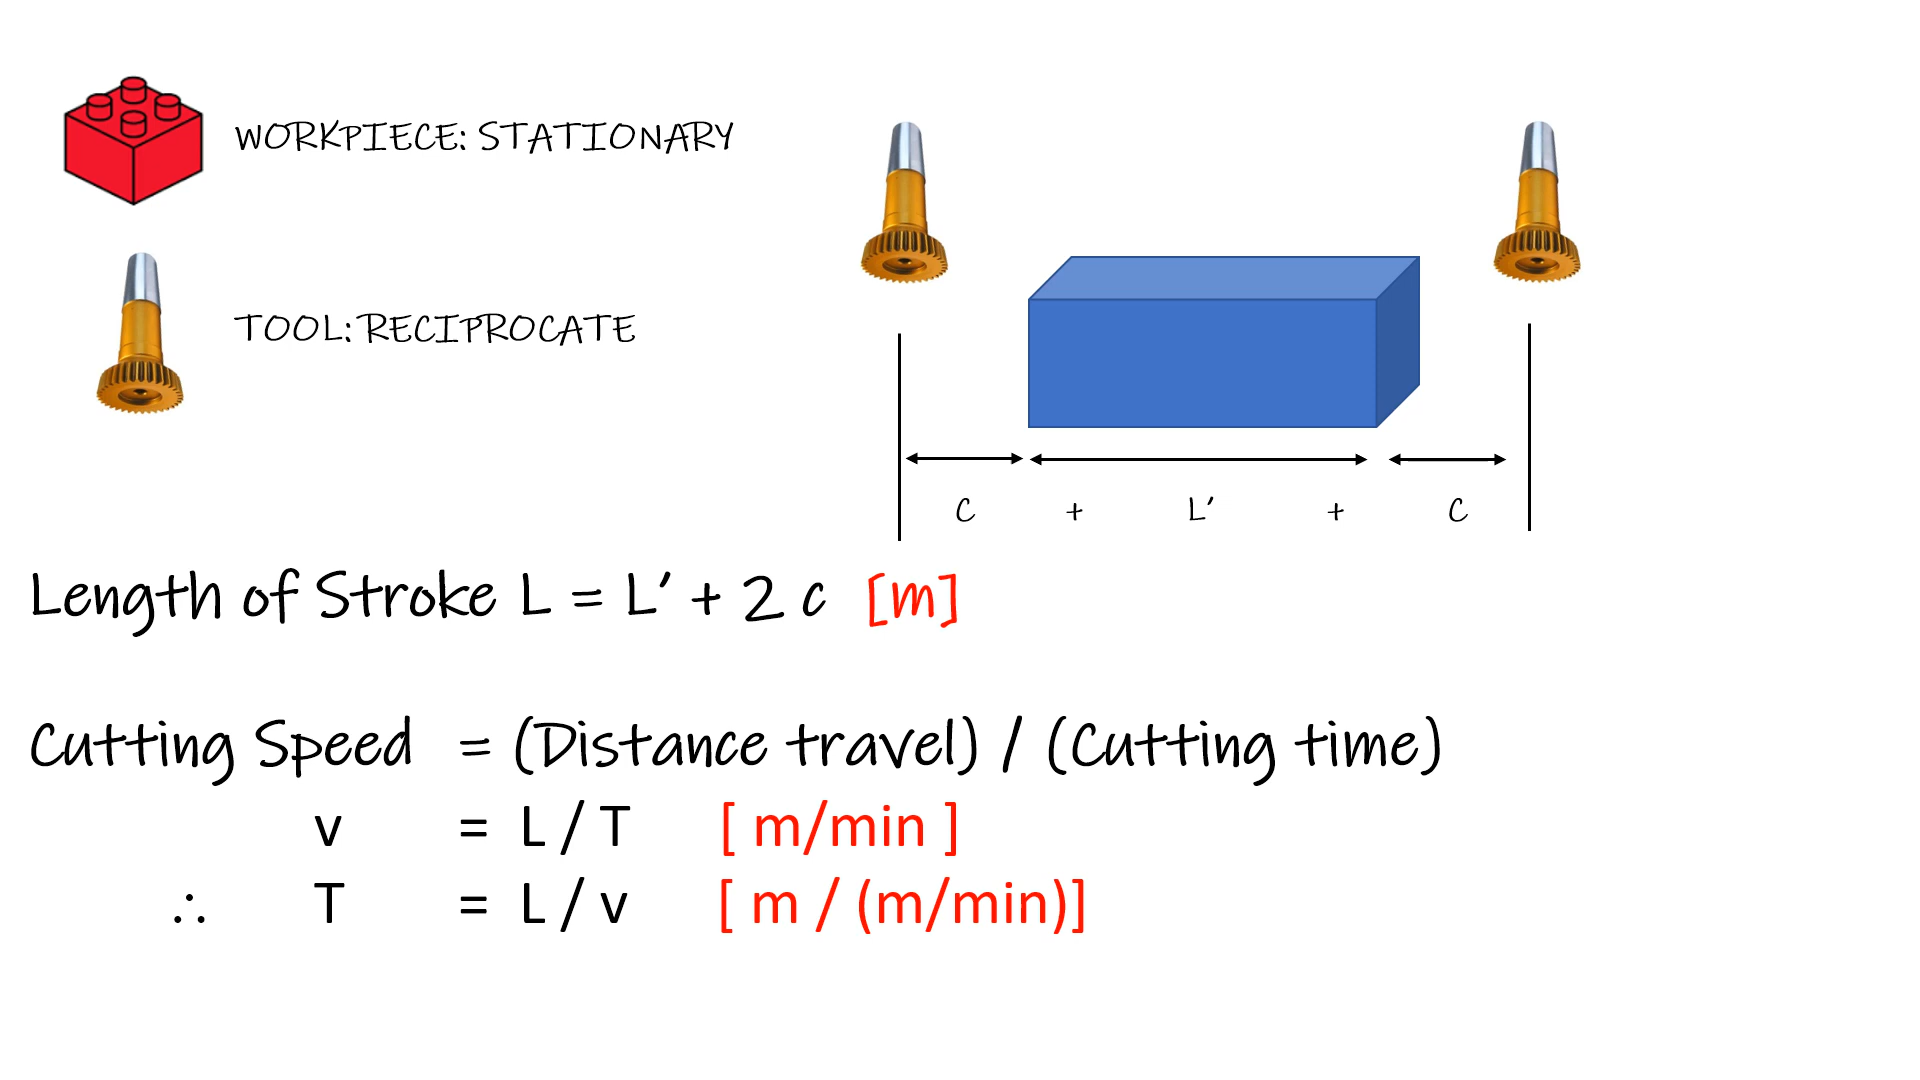 WORKPIECE: STATIONARY
TOOL: RECIPROCATE
C + L' + C
Length of Stroke L = L' + 2 c [m]
Cutting Speed = (Distance travel) / (Cutting time)
v = L / T [ m/min ]
∴ T = L / v [ m / (m/min)]